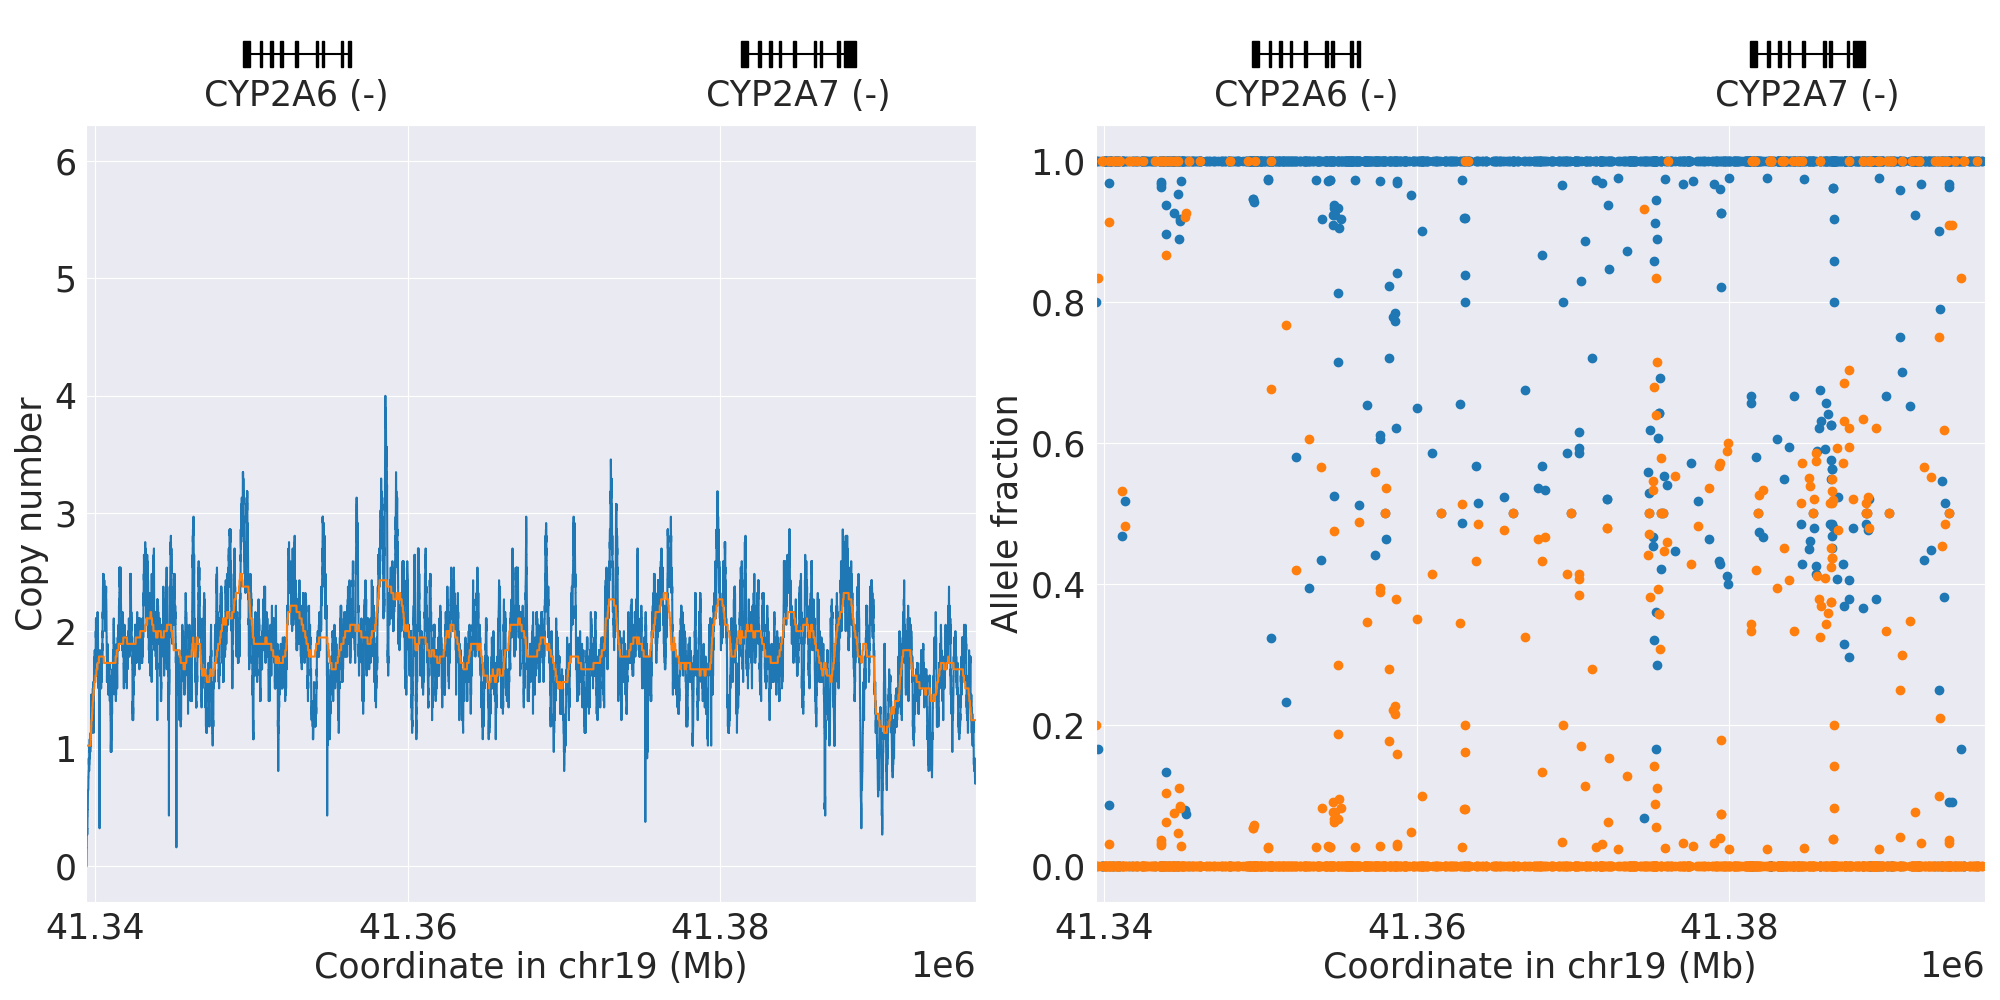 CYP2A6 (-)
CYP2A7 (-)
CYP2A6 (-)
CYP2A7 (-)
6
5
4
3
2
1
0
Copy number
41.34
41.36
41.38
Coordinate in chr19 (Mb)
1e6
1.0
0.8
0.6
0.4
0.2
0.0
Allele fraction
41.34
41.36
41.38
Coordinate in chr19 (Mb)
1e6